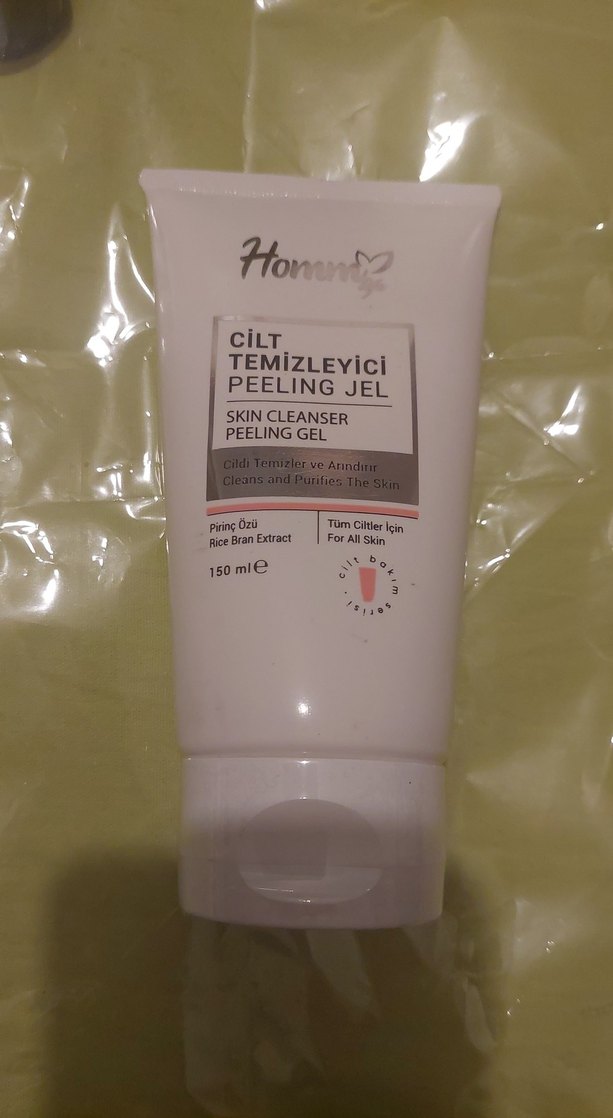 CİLT
TEMİZLEYİCİ
PEELING JEL
SKIN CLEANSER
PEELING GEL
Cildi Temizler ve Arındırır
Cleans and Purifies The Skin
Pirinç Özü
Rice Bran Extract
Tüm Ciltler İçin
For All Skin
150 ml e
cilt bakım serisi